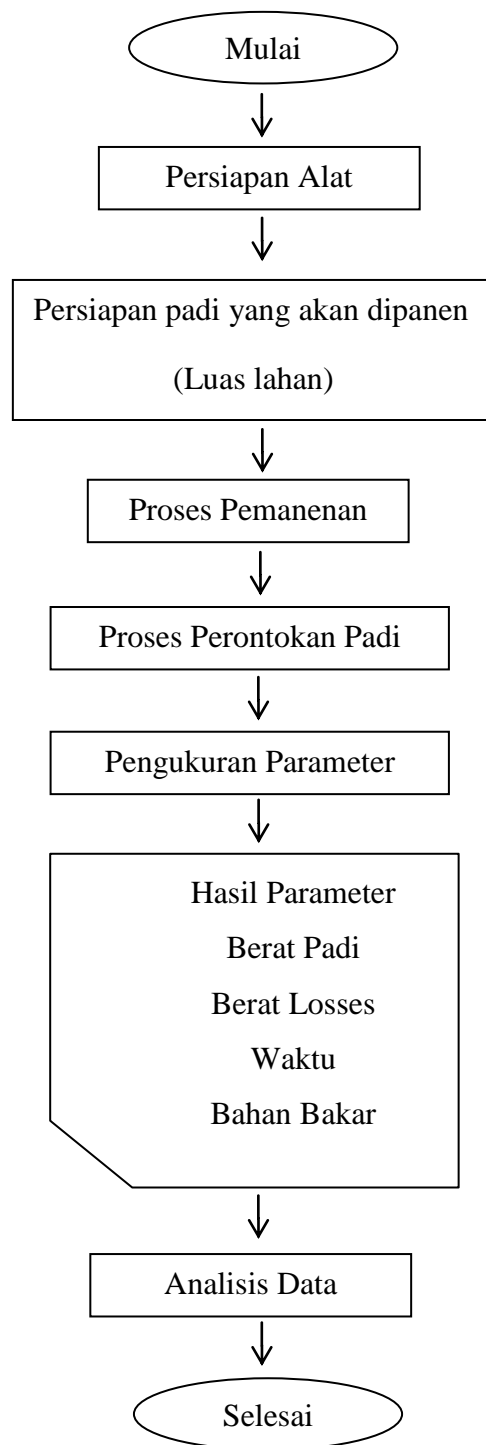 Mulai
Persiapan Alat
Persiapan padi yang akan dipanen
(Luas lahan)
Proses Pemanenan
Proses Perontokan Padi
Pengukuran Parameter
Hasil Parameter
Berat Padi
Berat Losses
Waktu
Bahan Bakar
Analisis Data
Selesai